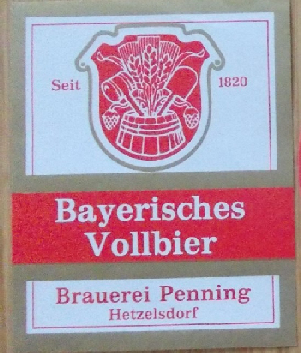 Seit 1820
Bayerisches
Vollbier
Brauerei Penning
Hetzelsdorf